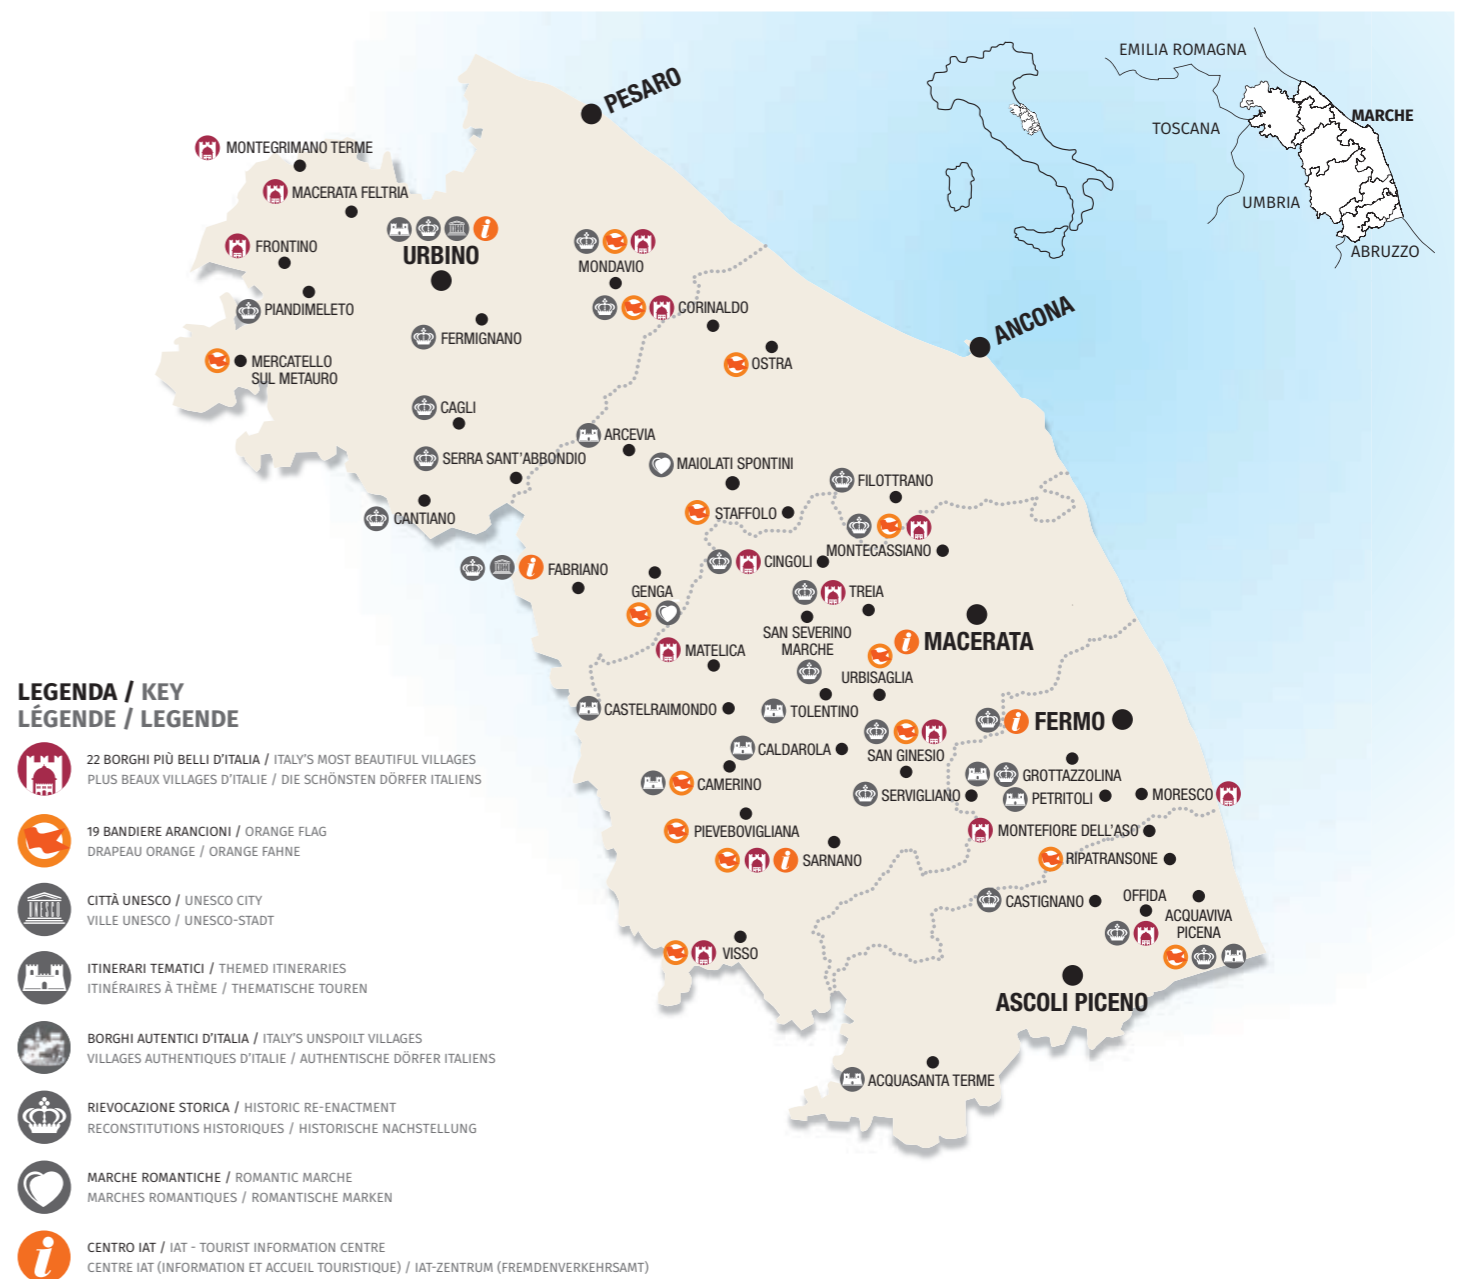 EMILIA ROMAGNA
MARCHE
TOSCANA
UMBRIA
ABRUZZO
PESARO
MONTEGRIMANO TERME
MACERATA FELTRIA
FRONTINO
URBINO
MONDAVIO
PIANDIMELETO
CORINALDO
ANCONA
FERMIGNANO
MERCATELLO
SUL METAURO
OSTRA
CAGLI
ARCEVIA
SERRA SANT'ABBONDIO
MAIOLATI SPONTINI
FILOTTRANO
CANTIANO
STAFFOLO
MONTECASSIANO
FABRIANO
CINGOLI
GENGA
TREIA
SAN SEVERINO
MARCHE
MACERATA
MATELICA
URBISAGLIA
CASTELRAIMONDO
TOLENTINO
FERMO
CALDAROLA
SAN GINESIO
CAMERINO
GROTTAZZOLINA
SERVIGLIANO
PETRITOLI
MORESCO
PIEVEBOVIGLIANA
MONTEFIORE DELL'ASO
SARNANO
RIPATRANSONE
CASTIGNANO
OFFIDA
ACQUAVIVA
PICENA
VISSO
ASCOLI PICENO
ACQUASANTA TERME
LEGENDA / KEY
LÉGENDE / LEGENDE
22 BORGHI PIÙ BELLI D'ITALIA / ITALY'S MOST BEAUTIFUL VILLAGES
PLUS BEAUX VILLAGES D'ITALIE / DIE SCHÖNSTEN DÖRFER ITALIENS
19 BANDIERE ARANCIONI / ORANGE FLAG
DRAPEAU ORANGE / ORANGE FAHNE
UNESCO
CITTÀ UNESCO / UNESCO CITY
VILLE UNESCO / UNESCO-STADT
ITINERARI TEMATICI / THEMED ITINERARIES
ITINÉRAIRES À THÈME / THEMATISCHE TOUREN
BORGHI AUTENTICI D'ITALIA / ITALY'S UNSPOILT VILLAGES
VILLAGES AUTHENTIQUES D'ITALIE / AUTHENTISCHE DÖRFER ITALIENS
RIEVOCAZIONE STORICA / HISTORIC RE-ENACTMENT
RECONSTITUTIONS HISTORIQUES / HISTORISCHE NACHSTELLUNG
MARCHE ROMANTICHE / ROMANTIC MARCHE
MARCHES ROMANTIQUES / ROMANTISCHE MARKEN
i
CENTRO IAT / IAT - TOURIST INFORMATION CENTRE
CENTRE IAT (INFORMATION ET ACCUEIL TOURISTIQUE) / IAT-ZENTRUM (FREMDENVERKEHRSAMT)